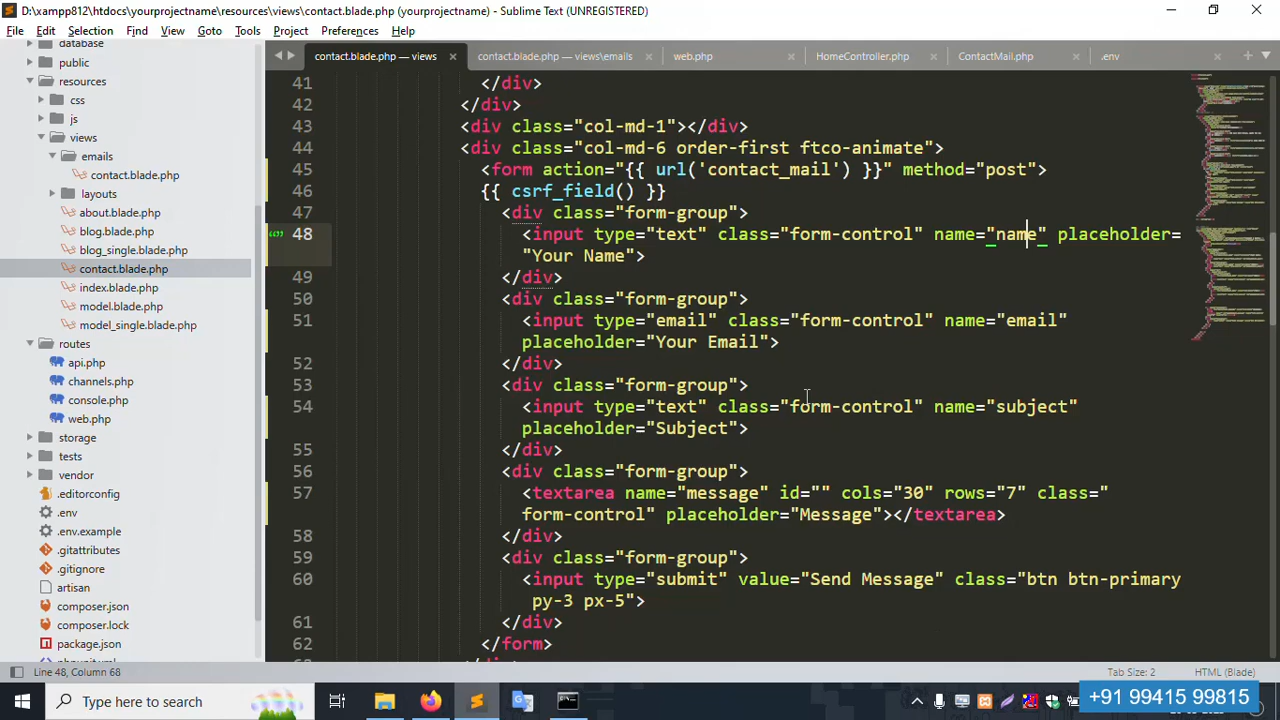 D:\xampp812\htdocs\yourprojectname\resources\views\contact.blade.php (yourprojectname) - Sublime Text (UNREGISTERED)
File Edit Selection Find View Goto Tools Project Preferences Help
database
public
resources
css
js
views
emails
contact.blade.php
layouts
about.blade.php
blog.blade.php
blog_single.blade.php
contact.blade.php
index.blade.php
model.blade.php
model_single.blade.php
routes
api.php
channels.php
console.php
web.php
storage
tests
vendor
.editorconfig
.env
.env.example
.gitattributes
.gitignore
artisan
composer.json
composer.lock
package.json
contact.blade.php — views contact.blade.php — views\emails web.php HomeController.php ContactMail.php .env
41 </div>
42 </div>
43 <div class="col-md-1"></div>
44 <div class="col-md-6 order-first ftco-animate">
45 <form action="{{ url('contact_mail') }}" method="post">
46 {{ csrf_field() }}
47 <div class="form-group">
48 <input type="text" class="form-control" name="name" placeholder=
"Your Name">
49 </div>
50 <div class="form-group">
51 <input type="email" class="form-control" name="email"
placeholder="Your Email">
52 </div>
53 <div class="form-group">
54 <input type="text" class="form-control" name="subject"
placeholder="Subject">
55 </div>
56 <div class="form-group">
57 <textarea name="message" id="" cols="30" rows="7" class="
form-control" placeholder="Message"></textarea>
58 </div>
59 <div class="form-group">
60 <input type="submit" value="Send Message" class="btn btn-primary
py-3 px-5">
61 </div>
62 </form>
Line 48, Column 68 Tab Size: 2 HTML (Blade)
Type here to search
+91 99415 99815